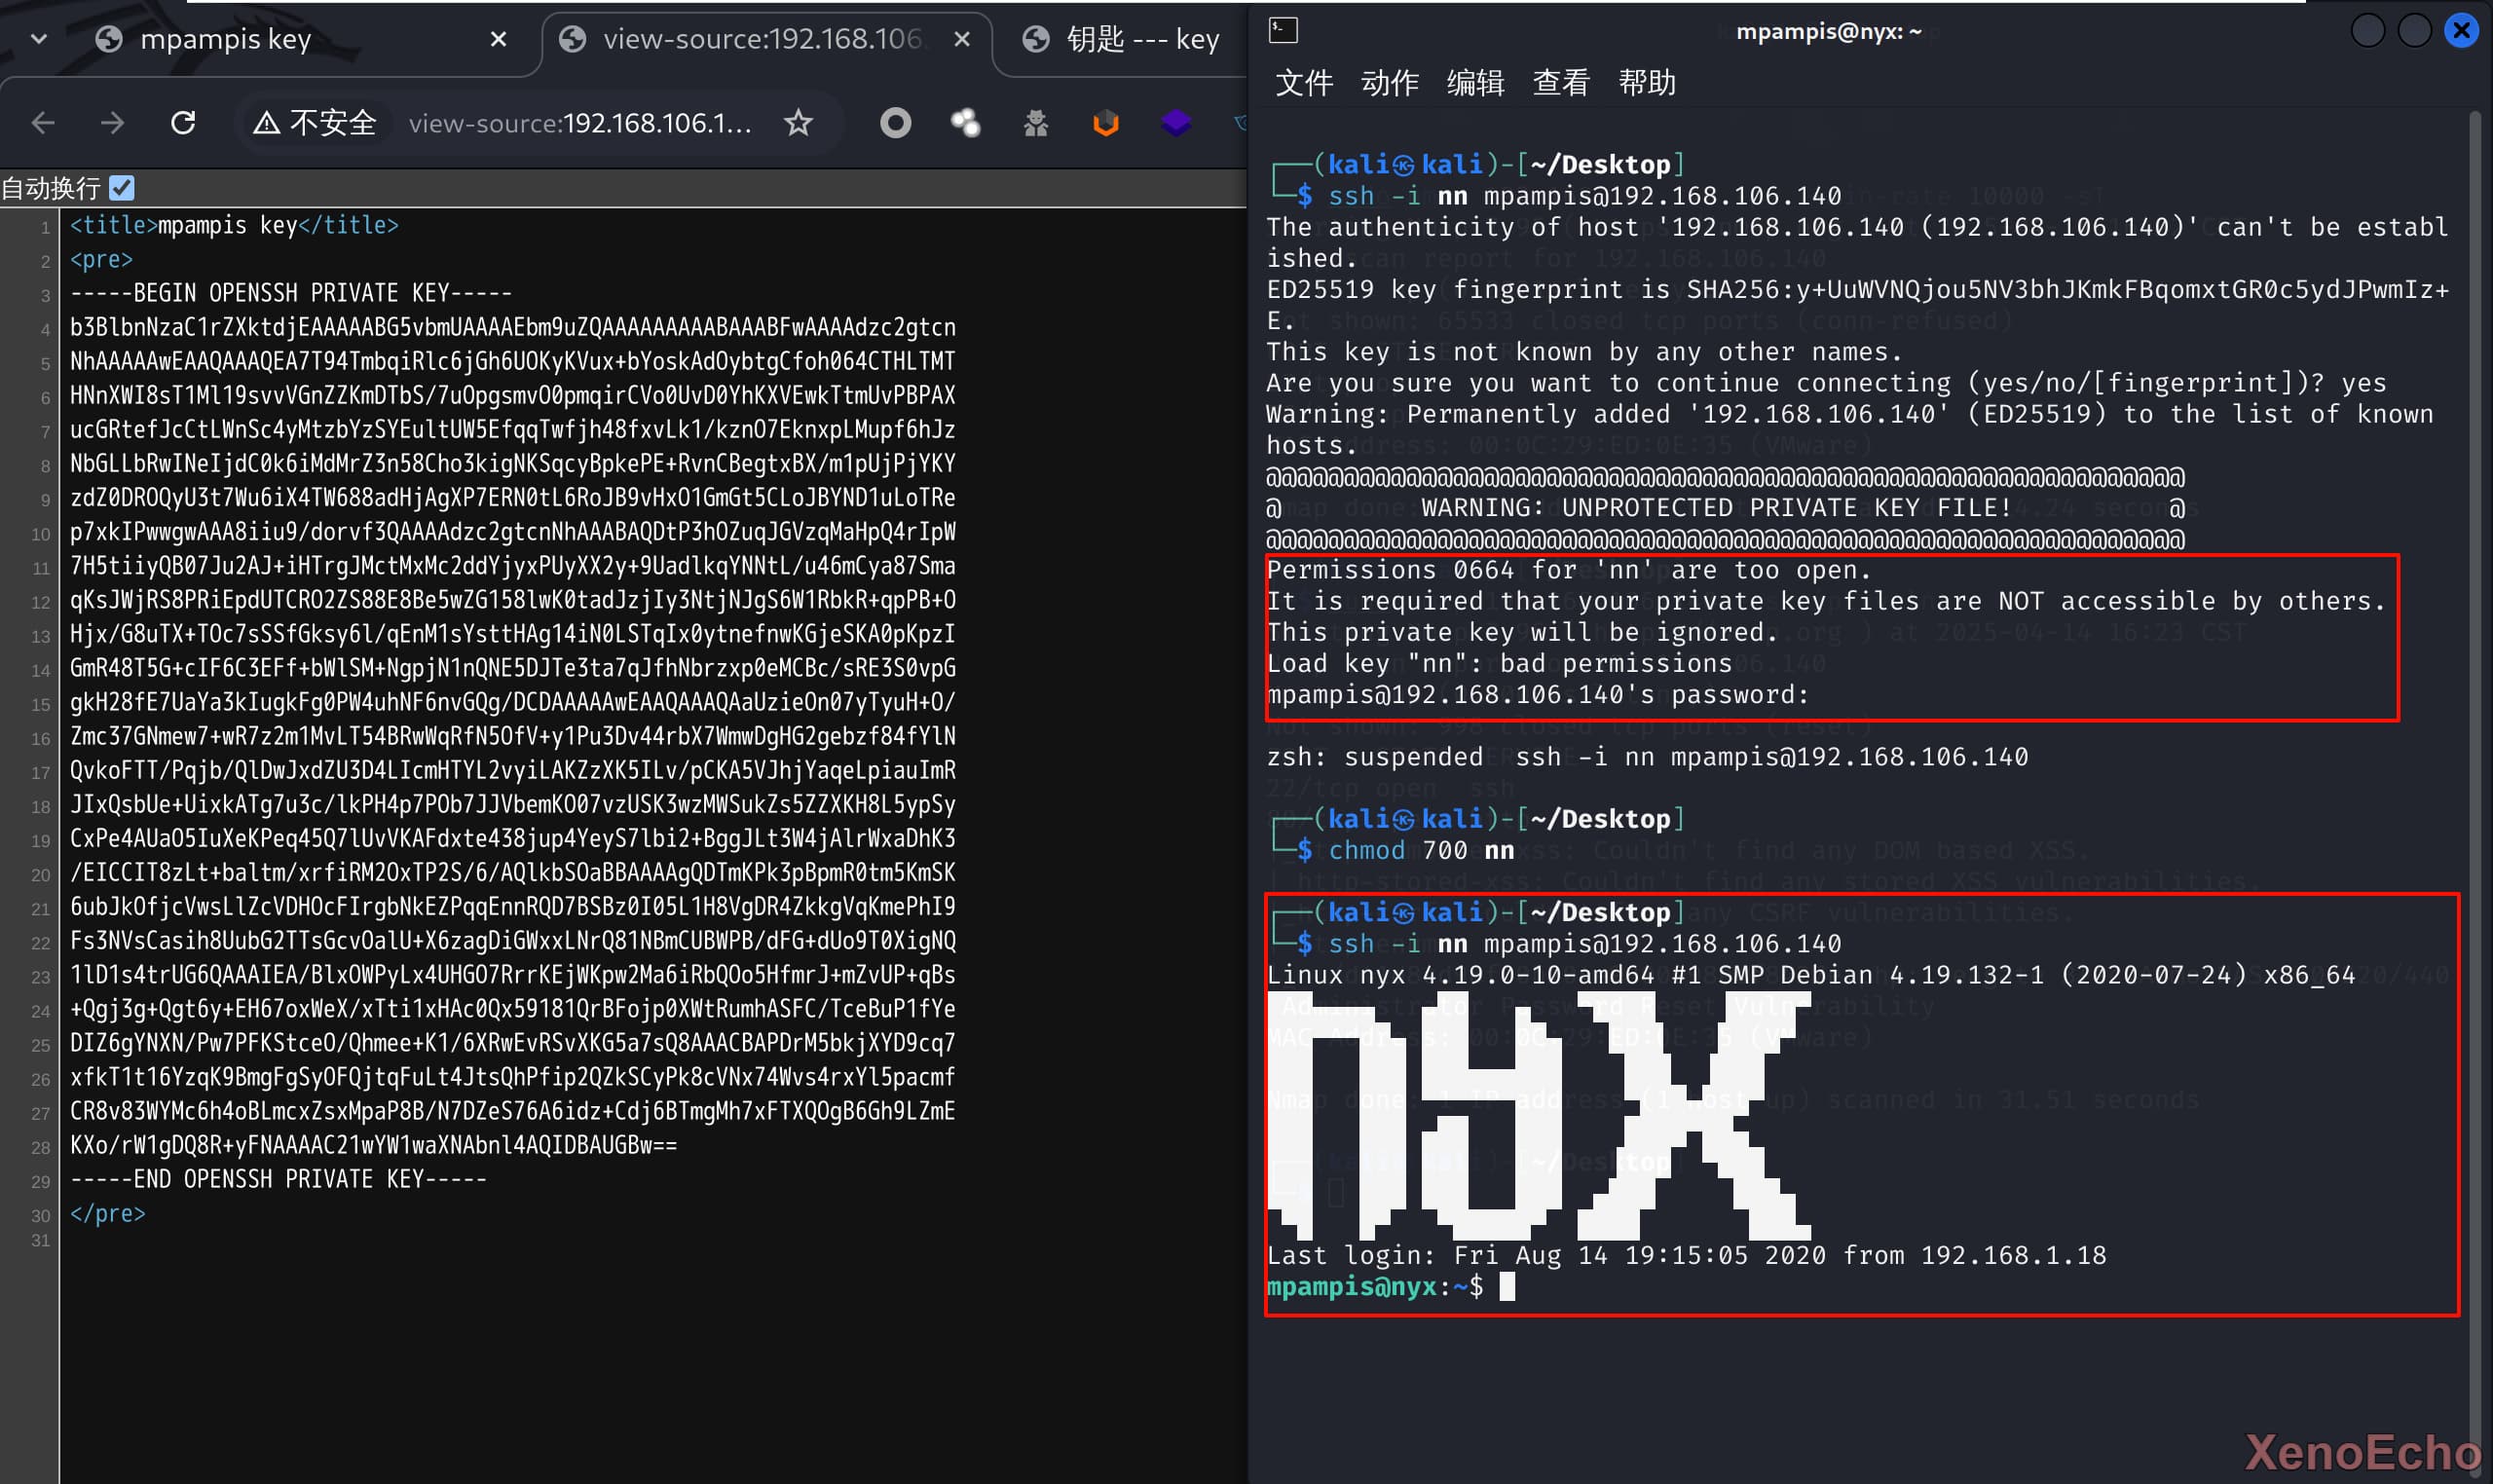 mpampis key
view-source:192.168.106.
钥匙 --- key
不安全
view-source:192.168.106.1...
自动换行
1 <title>mpampis key</title>
2 <pre>
3 -----BEGIN OPENSSH PRIVATE KEY-----
4 b3BlbnNzaC1rZXktdjEAAAAABG5vbmUAAAAEbm9uZQAAAAAAAAABAAABFwAAAAdzc2gtcn
5 NhAAAAAwEAAQAAAQEA7T94TmbqiRlc6jGh6UOKyKVux+bYoskAdOybtgCfoh064CTHLTMT
6 HNnXWI8sT1Ml19svvVGnZZKmDTbS/7uOpgsmvO0pmqirCVo0UvD0YhKXVEwkTtmUvPBPAX
7 ucGRtefJcCtLWnSc4yMtzbYzSYEultUW5EfqqTwfjh48fxvLk1/kznO7EknxpLMupf6hJz
8 NbGLLbRwINeIjdC0k6iMdMrZ3n58Cho3kigNKSqcyBpkePE+RvnCBegtxBX/m1pUjPjYKY
9 zdZ0DROQyU3t7Wu6iX4TW688adHjAgXP7ERN0tL6RoJB9vHxO1GmGt5CLoJBYND1uLoTRe
10 p7xkIPwwgwAAA8iiu9/dorvf3QAAAAdzc2gtcnNhAAABAQDtP3hOZuqJGVzqMaHpQ4rIpW
11 7H5tiiyQB07Ju2AJ+iHTrgJMctMxMc2ddYjyxPUyXX2y+9UadlkqYNNtL/u46mCya87Sma
12 qKsJWjRS8PRiEpdUTCRO2ZS88E8Be5wZG158lwK0tadJzjIy3NtjNJgS6W1RbkR+qpPB+O
13 Hjx/G8uTX+TOc7sSSfGksy6l/qEnM1sYsttHAg14iN0LSTqIx0ytnefnwKGjeSKA0pKpzI
14 GmR48T5G+cIF6C3EFf+bWlSM+NgpjN1nQNE5DJTe3ta7qJfhNbrzxp0eMCBc/sRE3S0vpG
15 gkH28fE7UaYa3kIugkFg0PW4uhNF6nvGQg/DCDAAAAAwEAAQAAAQAaUzieOn07yTyuH+O/
16 Zmc37GNmew7+wR7z2m1MvLT54BRwWqRfN5OfV+y1Pu3Dv44rbX7WmwDgHG2gebzf84fYlN
17 QvkoFTT/Pqjb/QlDwJxdZU3D4LIcmHTYL2vyiLAKZzXK5ILv/pCKA5VJhjYaqeLpiauImR
18 JIxQsbUe+UixkATg7u3c/lkPH4p7POb7JJVbemKO07vzUSK3wzMWSukZs5ZZXKH8L5ypSy
19 CxPe4AUaO5IuXeKPeq45Q7lUvVKAFdxte438jup4YeyS7lbi2+BggJLt3W4jAlrWxaDhK3
20 /EICCIT8zLt+baltm/xrfiRM2OxTP2S/6/AQlkbSOaBBAAAAgQDTmKPk3pBpmR0tm5KmSK
21 6ubJkOfjcVwsLlZcVDHOcFIrgbNkEZPqqEnnRQD7BSBz0I05L1H8VgDR4ZkkgVqKmePhI9
22 Fs3NVsCasih8UubG2TTsGcvOalU+X6zagDiGWxxLNrQ81NBmCUBWPB/dFG+dUo9T0XigNQ
23 1lD1s4trUG6QAAAIEA/BlxOWPyLx4UHGO7RrrKEjWKpw2Ma6iRbQOo5HfmrJ+mZvUP+qBs
24 +Qgj3g+Qgt6y+EH67oxWeX/xTti1xHAc0Qx59181QrBFojp0XWtRumhASFC/TceBuP1fYe
25 DIZ6gYNXN/Pw7PFKStceO/Qhmee+K1/6XRwEvRSvXKG5a7sQ8AAACBAPDrM5bkjXYD9cq7
26 xfkT1t16YzqK9BmgFgSyOFQjtqFuLt4JtsQhPfip2QZkSCyPk8cVNx74Wvs4rxYl5pacmf
27 CR8v83WYMc6h4oBLmcxZsxMpaP8B/N7DZeS76A6idz+Cdj6BTmgMh7xFTXQOgB6Gh9LZmE
28 KXo/rW1gDQ8R+yFNAAAAC21wYW1waXNAbnl4AQIDBAUGBw==
29 -----END OPENSSH PRIVATE KEY-----
30 </pre>
31
mpampis@nyx: ~
文件 动作 编辑 查看 帮助
┌──(kali㉿kali)-[~/Desktop]
└─$ ssh -i nn mpampis@192.168.106.140
The authenticity of host '192.168.106.140 (192.168.106.140)' can't be establ
ished.
ED25519 key fingerprint is SHA256:y+UuWVNQjou5NV3bhJKmkFBqomxtGR0c5ydJPwmIz+
E.
This key is not known by any other names.
Are you sure you want to continue connecting (yes/no/[fingerprint])? yes
Warning: Permanently added '192.168.106.140' (ED25519) to the list of known
hosts.
@@@@@@@@@@@@@@@@@@@@@@@@@@@@@@@@@@@@@@@@@@@@@@@@@@@@@@@@@@@
@         WARNING: UNPROTECTED PRIVATE KEY FILE!          @
@@@@@@@@@@@@@@@@@@@@@@@@@@@@@@@@@@@@@@@@@@@@@@@@@@@@@@@@@@@
Permissions 0664 for 'nn' are too open.
It is required that your private key files are NOT accessible by others.
This private key will be ignored.
Load key "nn": bad permissions
mpampis@192.168.106.140's password:
zsh: suspended  ssh -i nn mpampis@192.168.106.140
┌──(kali㉿kali)-[~/Desktop]
└─$ chmod 700 nn
┌──(kali㉿kali)-[~/Desktop]
└─$ ssh -i nn mpampis@192.168.106.140
Linux nyx 4.19.0-10-amd64 #1 SMP Debian 4.19.132-1 (2020-07-24) x86_64
nyx
Last login: Fri Aug 14 19:15:05 2020 from 192.168.1.18
mpampis@nyx:~$
XenoEcho